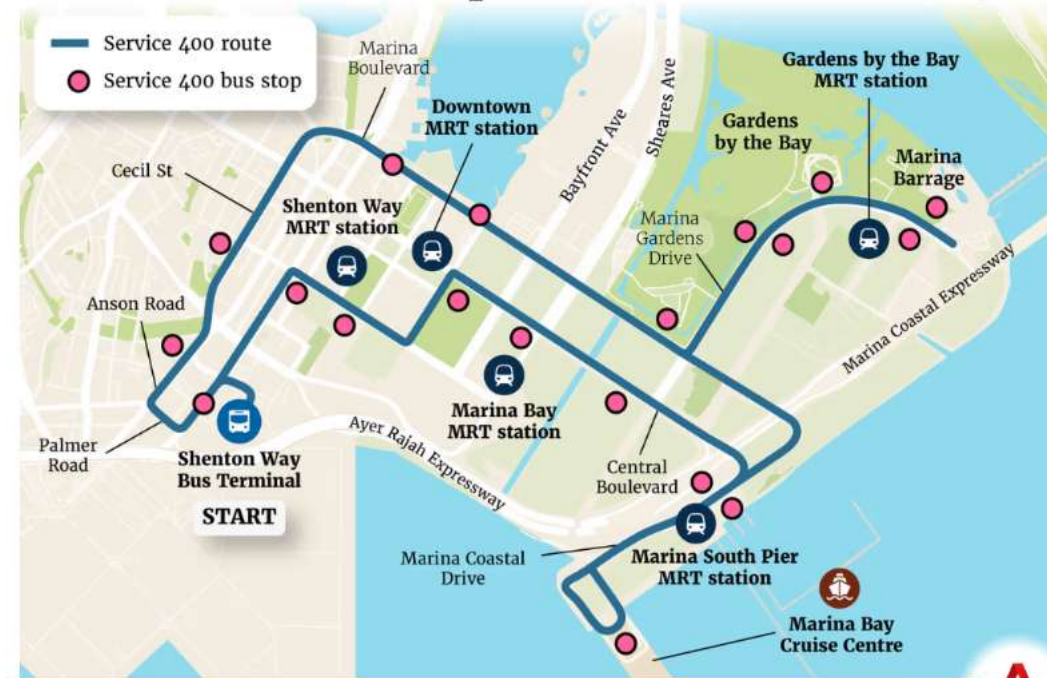 Service 400 route
Service 400 bus stop
Marina
Boulevard
Downtown
MRT station
Cecil St
Shenton Way
MRT station
Bayfront Ave
Sheares Ave
Gardens by the Bay
MRT station
Gardens
by the Bay
Marina
Barrage
Marina
Gardens
Drive
Anson Road
Marina Coastal Expressway
Palmer
Road
Shenton Way
Bus Terminal
START
Marina Bay
MRT station
Ayer Rajah Expressway
Central
Boulevard
Marina Coastal
Drive
Marina South Pier
MRT station
Marina Bay
Cruise Centre